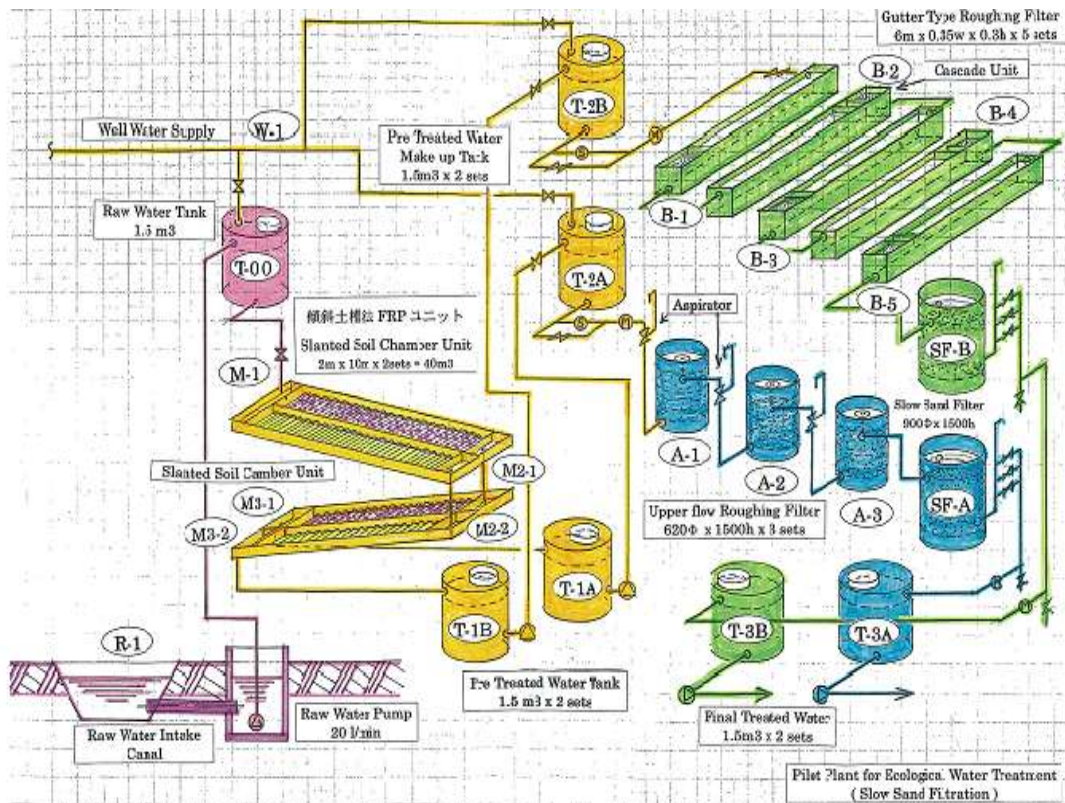 Gutter Type Roughing Filter
6m x 0.35w x 0.3h x 5 sets
B-2
Cascade Unit
T-2B
B-4
Well Water Supply
W-1
Pre Treated Water
Make up Tank
1.5m3 x 2 sets
Raw Water Tank
1.5 m3
B-1
T-00
T-2A
B-3
B-5
傾斜土槽法 FRP ユニット
Slanted Soil Chamber Unit
2m x 10m x 2sets = 40m3
S
M
Aspirator
SF-B
M-1
Slow Sand Filter
900Φ x 1500h
A-1
Slanted Soil Camber Unit
M2-1
A-2
M3-1
SF-A
M3-2
M2-2
Upper flow Roughing Filter
620Φ x 1500h x 3 sets
A-3
T-1A
T-1B
T-3B
T-3A
R-1
Pre Treated Water Tank
1.5 m3 x 2 sets
Raw Water Intake
Canal
Raw Water Pump
20 l/min
Final Treated Water
1.5m3 x 2 sets
Pilot Plant for Ecological Water Treatment
( Slow Sand Filtration )